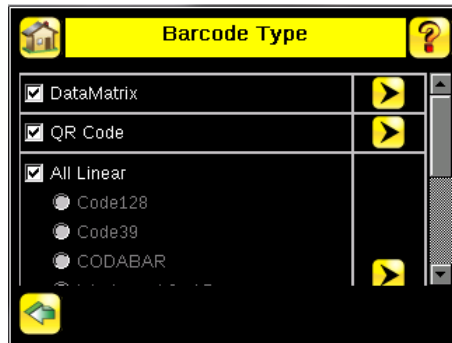 Barcode Type
?
DataMatrix
QR Code
All Linear
Code128
Code39
CODABAR